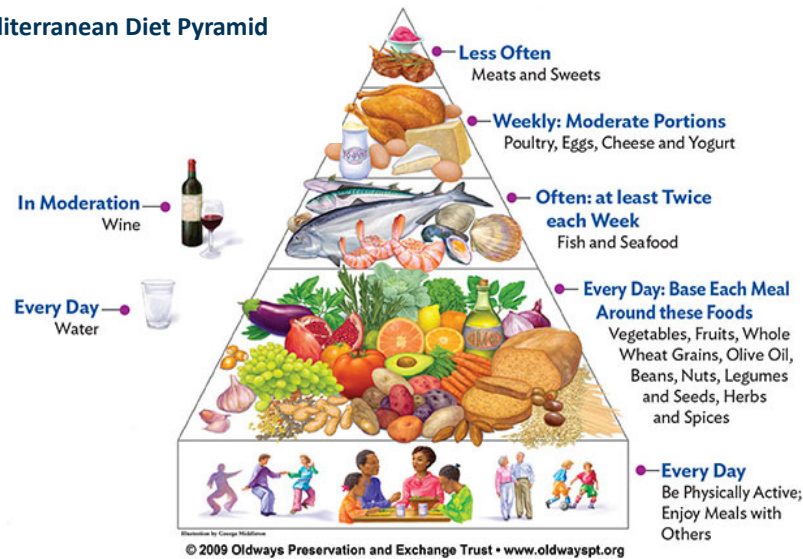 diterranean Diet Pyramid
Less Often
Meats and Sweets
Weekly: Moderate Portions
Poultry, Eggs, Cheese and Yogurt
In Moderation
Wine
Often: at least Twice
each Week
Fish and Seafood
Every Day
Water
Every Day: Base Each Meal
Around these Foods
Vegetables, Fruits, Whole
Wheat Grains, Olive Oil,
Beans, Nuts, Legumes
and Seeds, Herbs
and Spices
Every Day
Be Physically Active;
Enjoy Meals with
Others
Illustration by George Middleton
© 2009 Oldways Preservation and Exchange Trust • www.oldwayspt.org